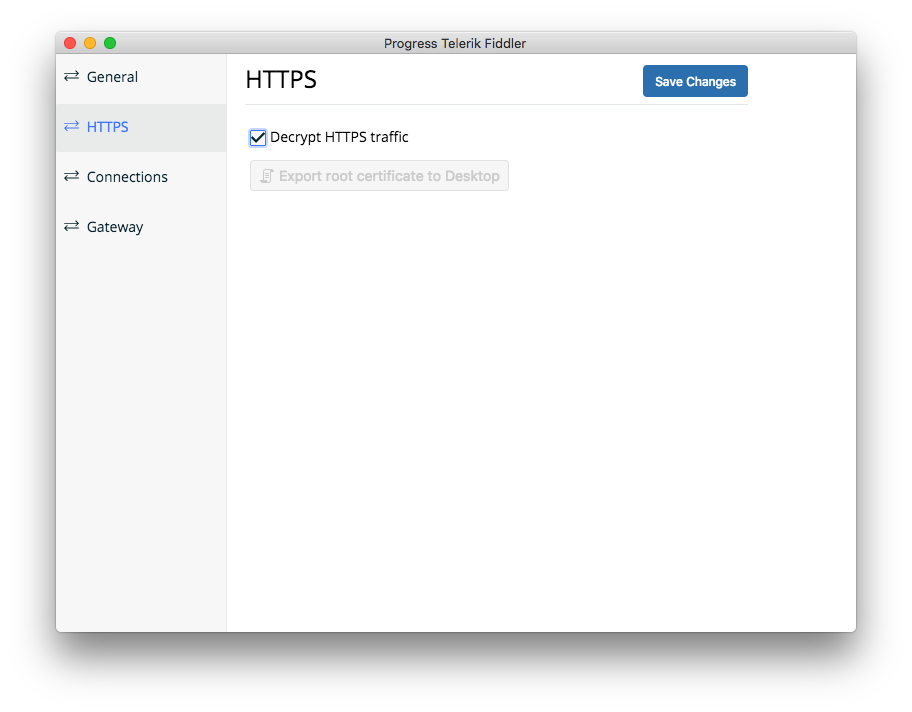 Progress Telerik Fiddler
General
HTTPS
Connections
Gateway
HTTPS
Save Changes
Decrypt HTTPS traffic
Export root certificate to Desktop